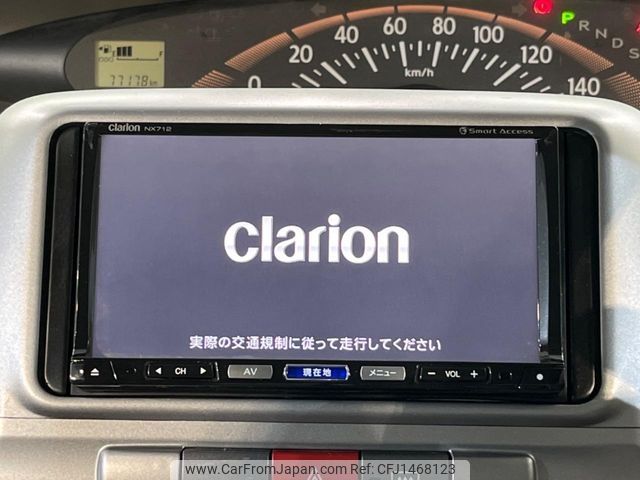 F
77178 km
0 20 40 60 80 100 120 140
km/h
P R N D S
clarion NX712
Smart Access
clarion
実際の交通規制に従って走行してください
CH
AV
現在地
メニュー
VOL
www.CarFromJapan.com - Ref CFJ1468123